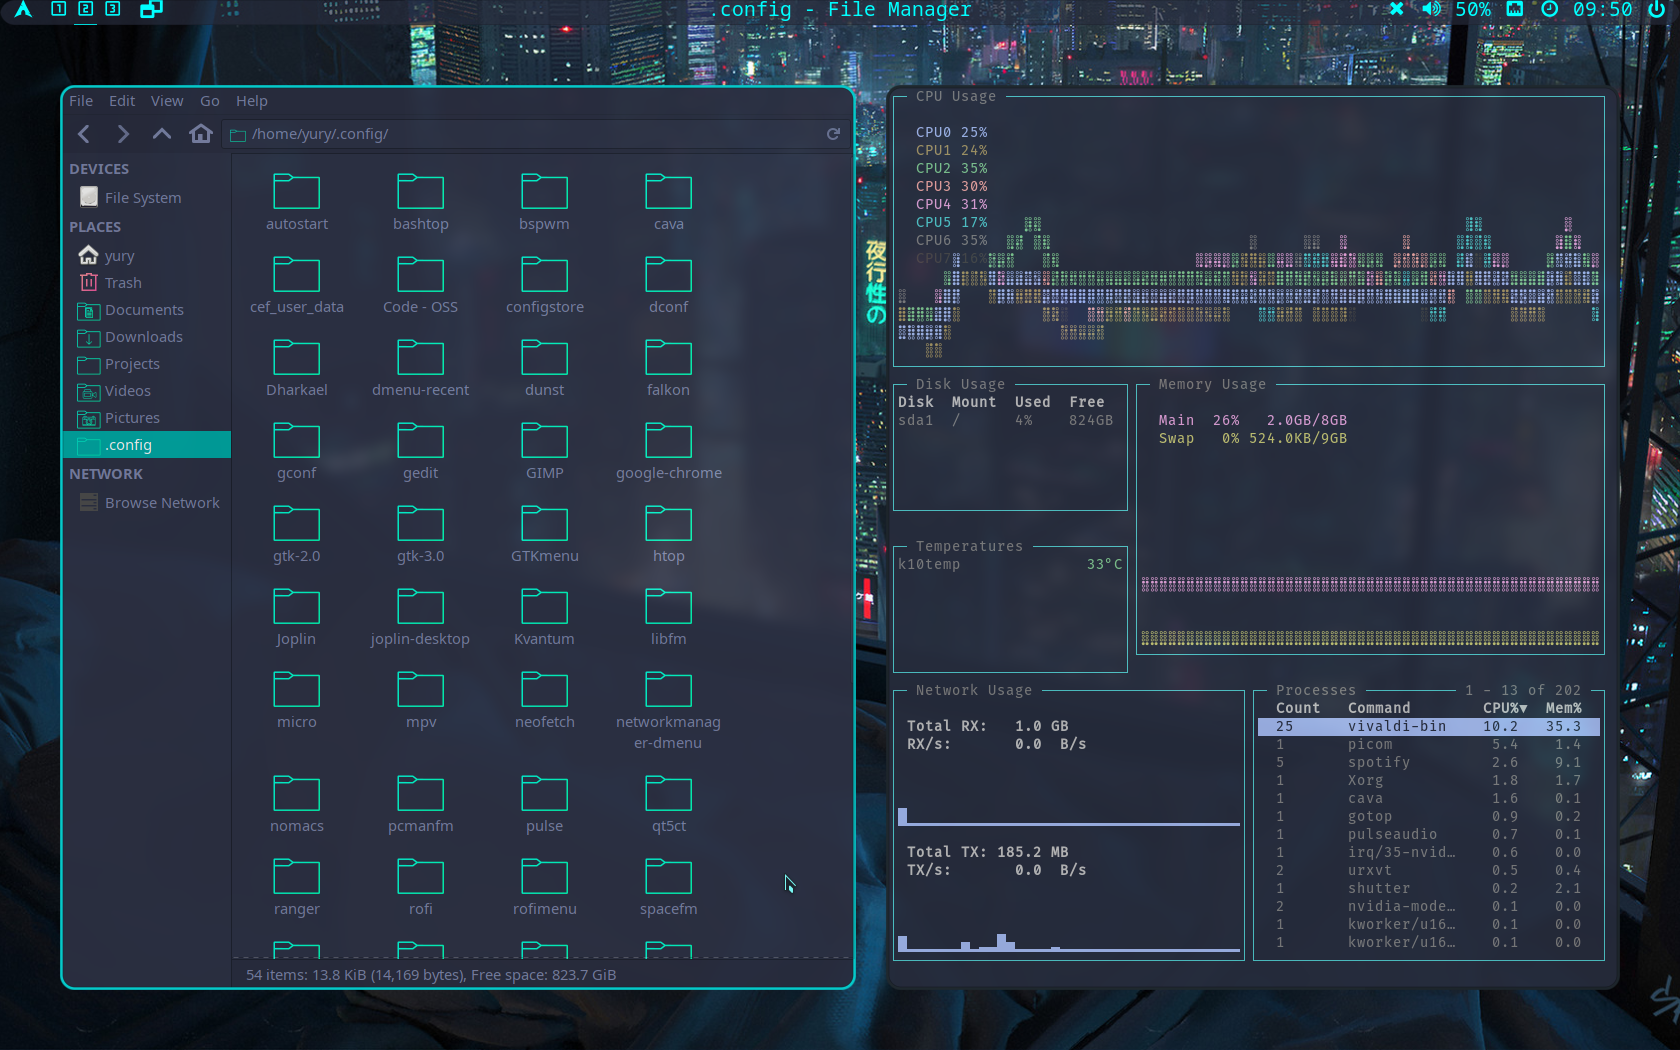 1 2 3
.config - File Manager
50% 09:50
File Edit View Go Help
/home/yury/.config/
DEVICES
File System
PLACES
yury
Trash
Documents
Downloads
Projects
Videos
Pictures
.config
NETWORK
Browse Network
autostart bashtop bspwm cava
cef_user_data Code - OSS configstore dconf
Dharkael dmenu-recent dunst falkon
gconf gedit GIMP google-chrome
gtk-2.0 gtk-3.0 GTKmenu htop
Joplin joplin-desktop Kvantum libfm
micro mpv neofetch networkmanag
er-dmenu
nomacs pcmanfm pulse qt5ct
ranger rofi rofimenu spacefm
54 items: 13.8 KiB (14,169 bytes), Free space: 823.7 GiB
夜行性の
CPU Usage
CPU0 25%
CPU1 24%
CPU2 35%
CPU3 30%
CPU4 31%
CPU5 17%
CPU6 35%
CPU7 16%
Disk Usage
Disk Mount Used Free
sda1 / 4% 824GB
Memory Usage
Main 26% 2.0GB/8GB
Swap 0% 524.0KB/9GB
Temperatures
k10temp 33°C
Network Usage
Total RX: 1.0 GB
RX/s: 0.0 B/s
Total TX: 185.2 MB
TX/s: 0.0 B/s
Processes 1 - 13 of 202
Count Command CPU%▼ Mem%
25 vivaldi-bin 10.2 35.3
1 picom 5.4 1.4
5 spotify 2.6 9.1
1 Xorg 1.8 1.7
1 cava 1.6 0.1
1 gotop 0.9 0.2
1 pulseaudio 0.7 0.1
1 irq/35-nvid… 0.6 0.0
2 urxvt 0.5 0.4
1 shutter 0.2 2.1
2 nvidia-mode… 0.1 0.0
1 kworker/u16… 0.1 0.0
1 kworker/u16… 0.1 0.0